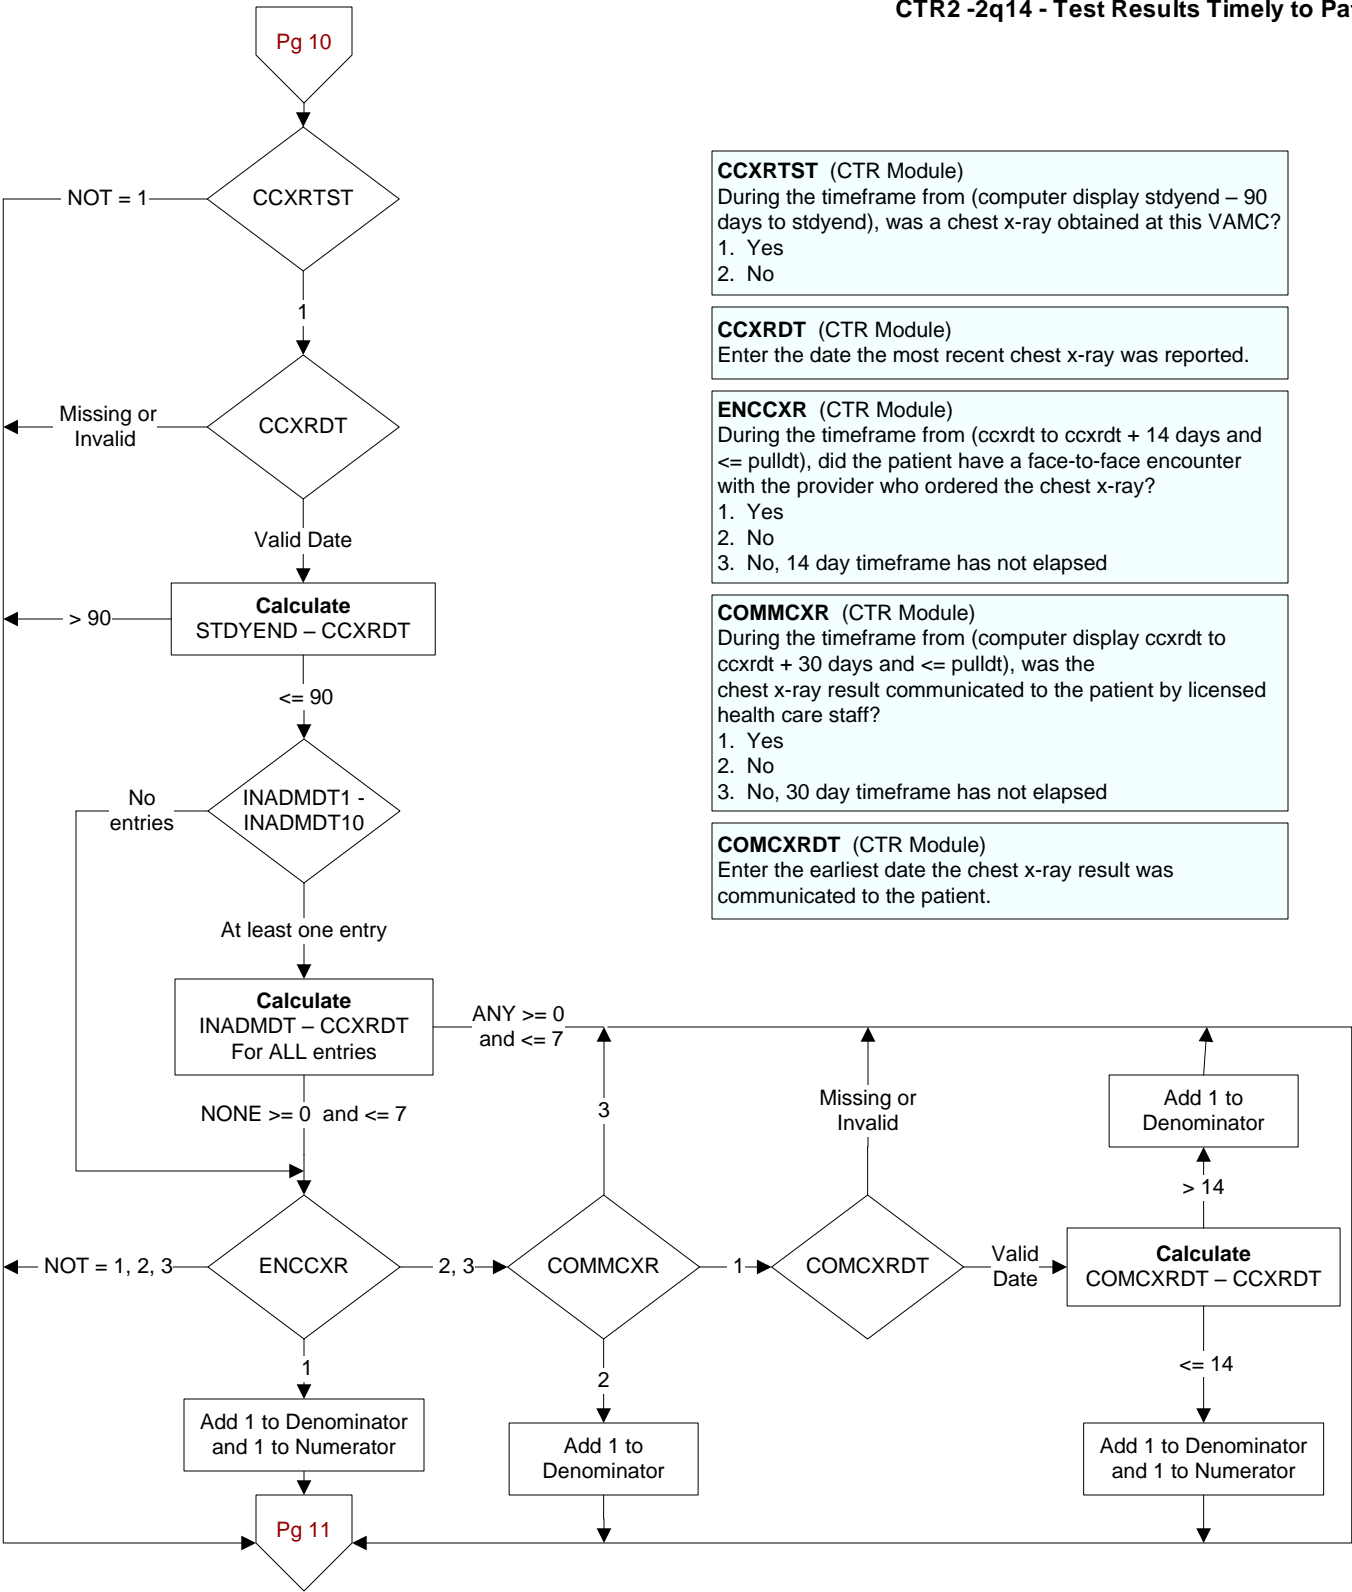 CTR2 -2q14 - Test Results Timely to Pa
Pg 10
CCXRTST
NOT = 1
1
CCXRTST (CTR Module)
During the timeframe from (computer display stdyend – 90
days to stdyend), was a chest x-ray obtained at this VAMC?
1. Yes
2. No
CCXRDT (CTR Module)
Enter the date the most recent chest x-ray was reported.
ENCCXR (CTR Module)
During the timeframe from (ccxrdt to ccxrdt + 14 days and
<= pulldt), did the patient have a face-to-face encounter
with the provider who ordered the chest x-ray?
1. Yes
2. No
3. No, 14 day timeframe has not elapsed
COMMCXR (CTR Module)
During the timeframe from (computer display ccxrdt to
ccxrdt + 30 days and <= pulldt), was the
chest x-ray result communicated to the patient by licensed
health care staff?
1. Yes
2. No
3. No, 30 day timeframe has not elapsed
COMCXRDT (CTR Module)
Enter the earliest date the chest x-ray result was
communicated to the patient.
CCXRDT
Missing or
Invalid
Valid Date
Calculate
STDYEND – CCXRDT
> 90
<= 90
INADMDT1 -
INADMDT10
No
entries
At least one entry
Calculate
INADMDT – CCXRDT
For ALL entries
ANY >= 0
and <= 7
NONE >= 0 and <= 7
ENCCXR
NOT = 1, 2, 3
2, 3
1
Add 1 to Denominator
and 1 to Numerator
COMMCXR
3
1
2
Add 1 to
Denominator
COMCXRDT
Missing or
Invalid
Valid
Date
Calculate
COMCXRDT – CCXRDT
> 14
Add 1 to
Denominator
<= 14
Add 1 to Denominator
and 1 to Numerator
Pg 11